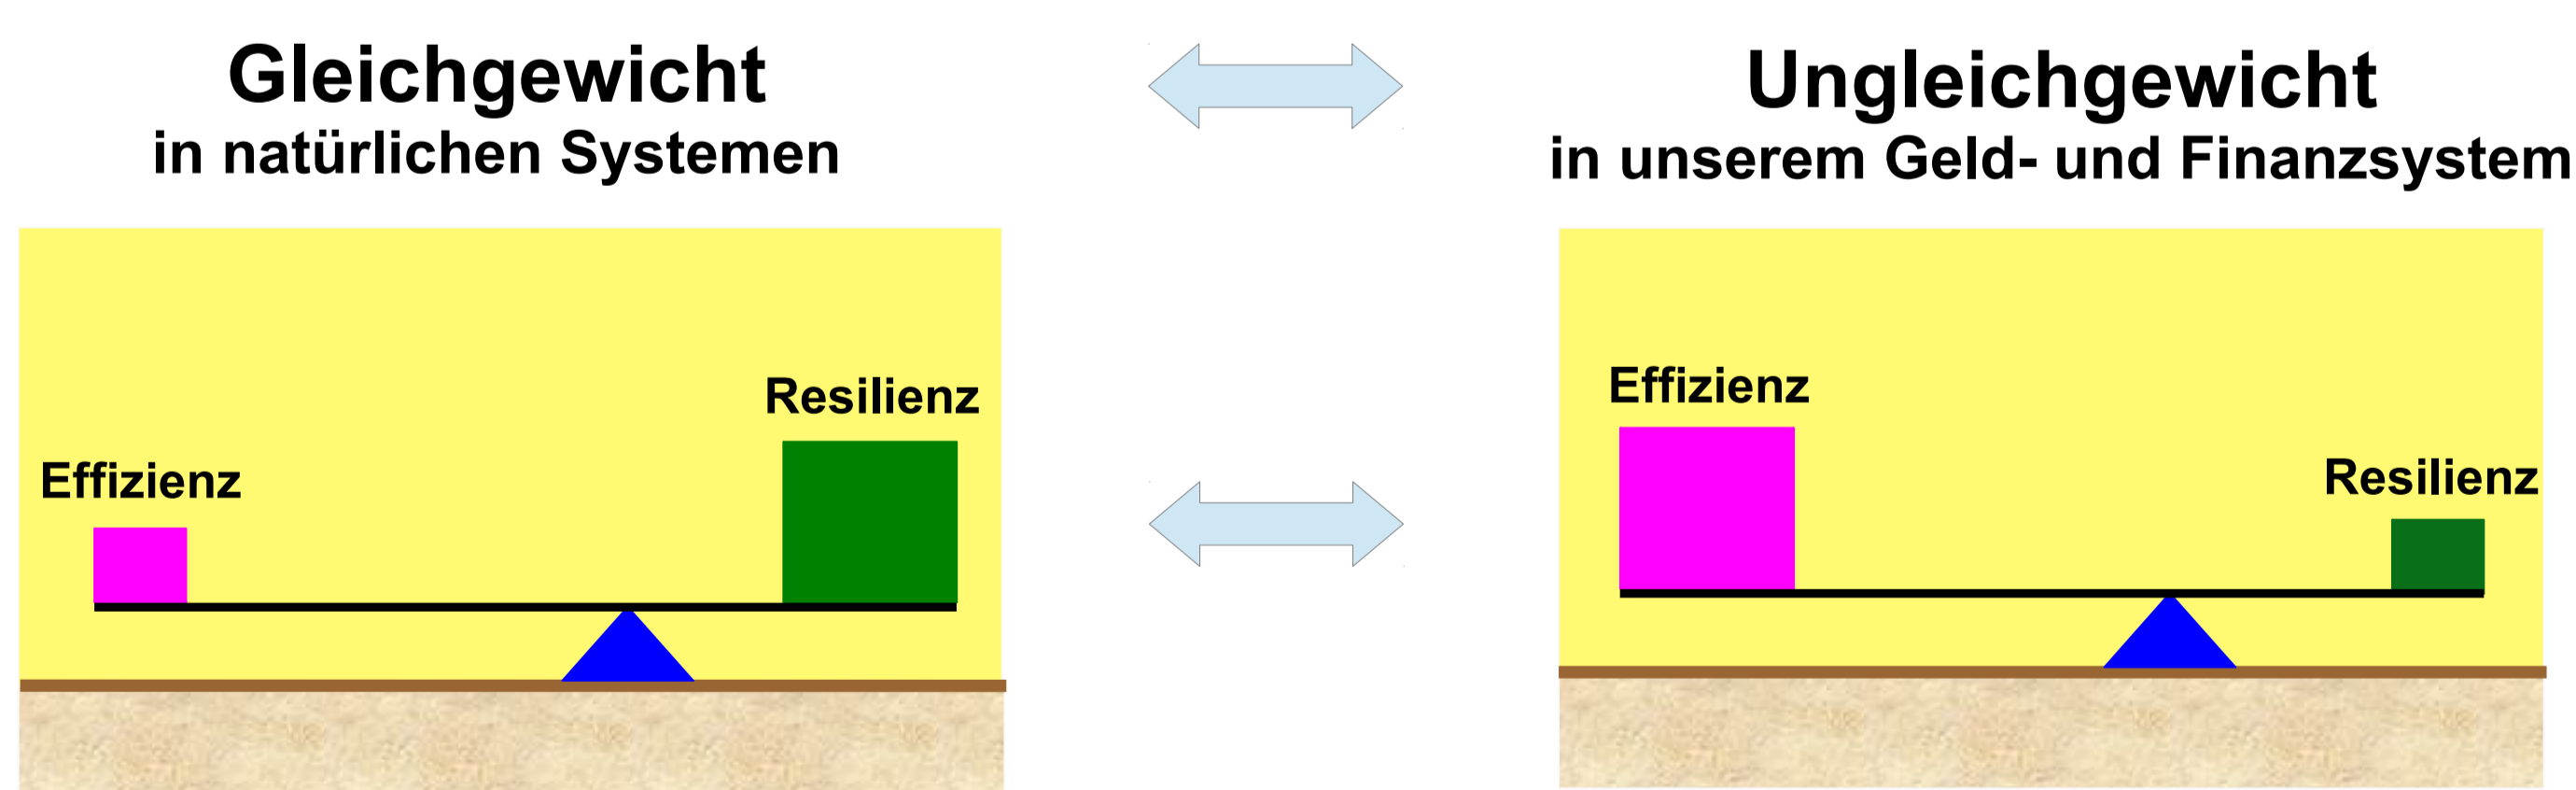 Gleichgewicht
in natürlichen Systemen
Ungleichgewicht
in unserem Geld- und Finanzsystem
Resilienz
Effizienz
Effizienz
Resilienz